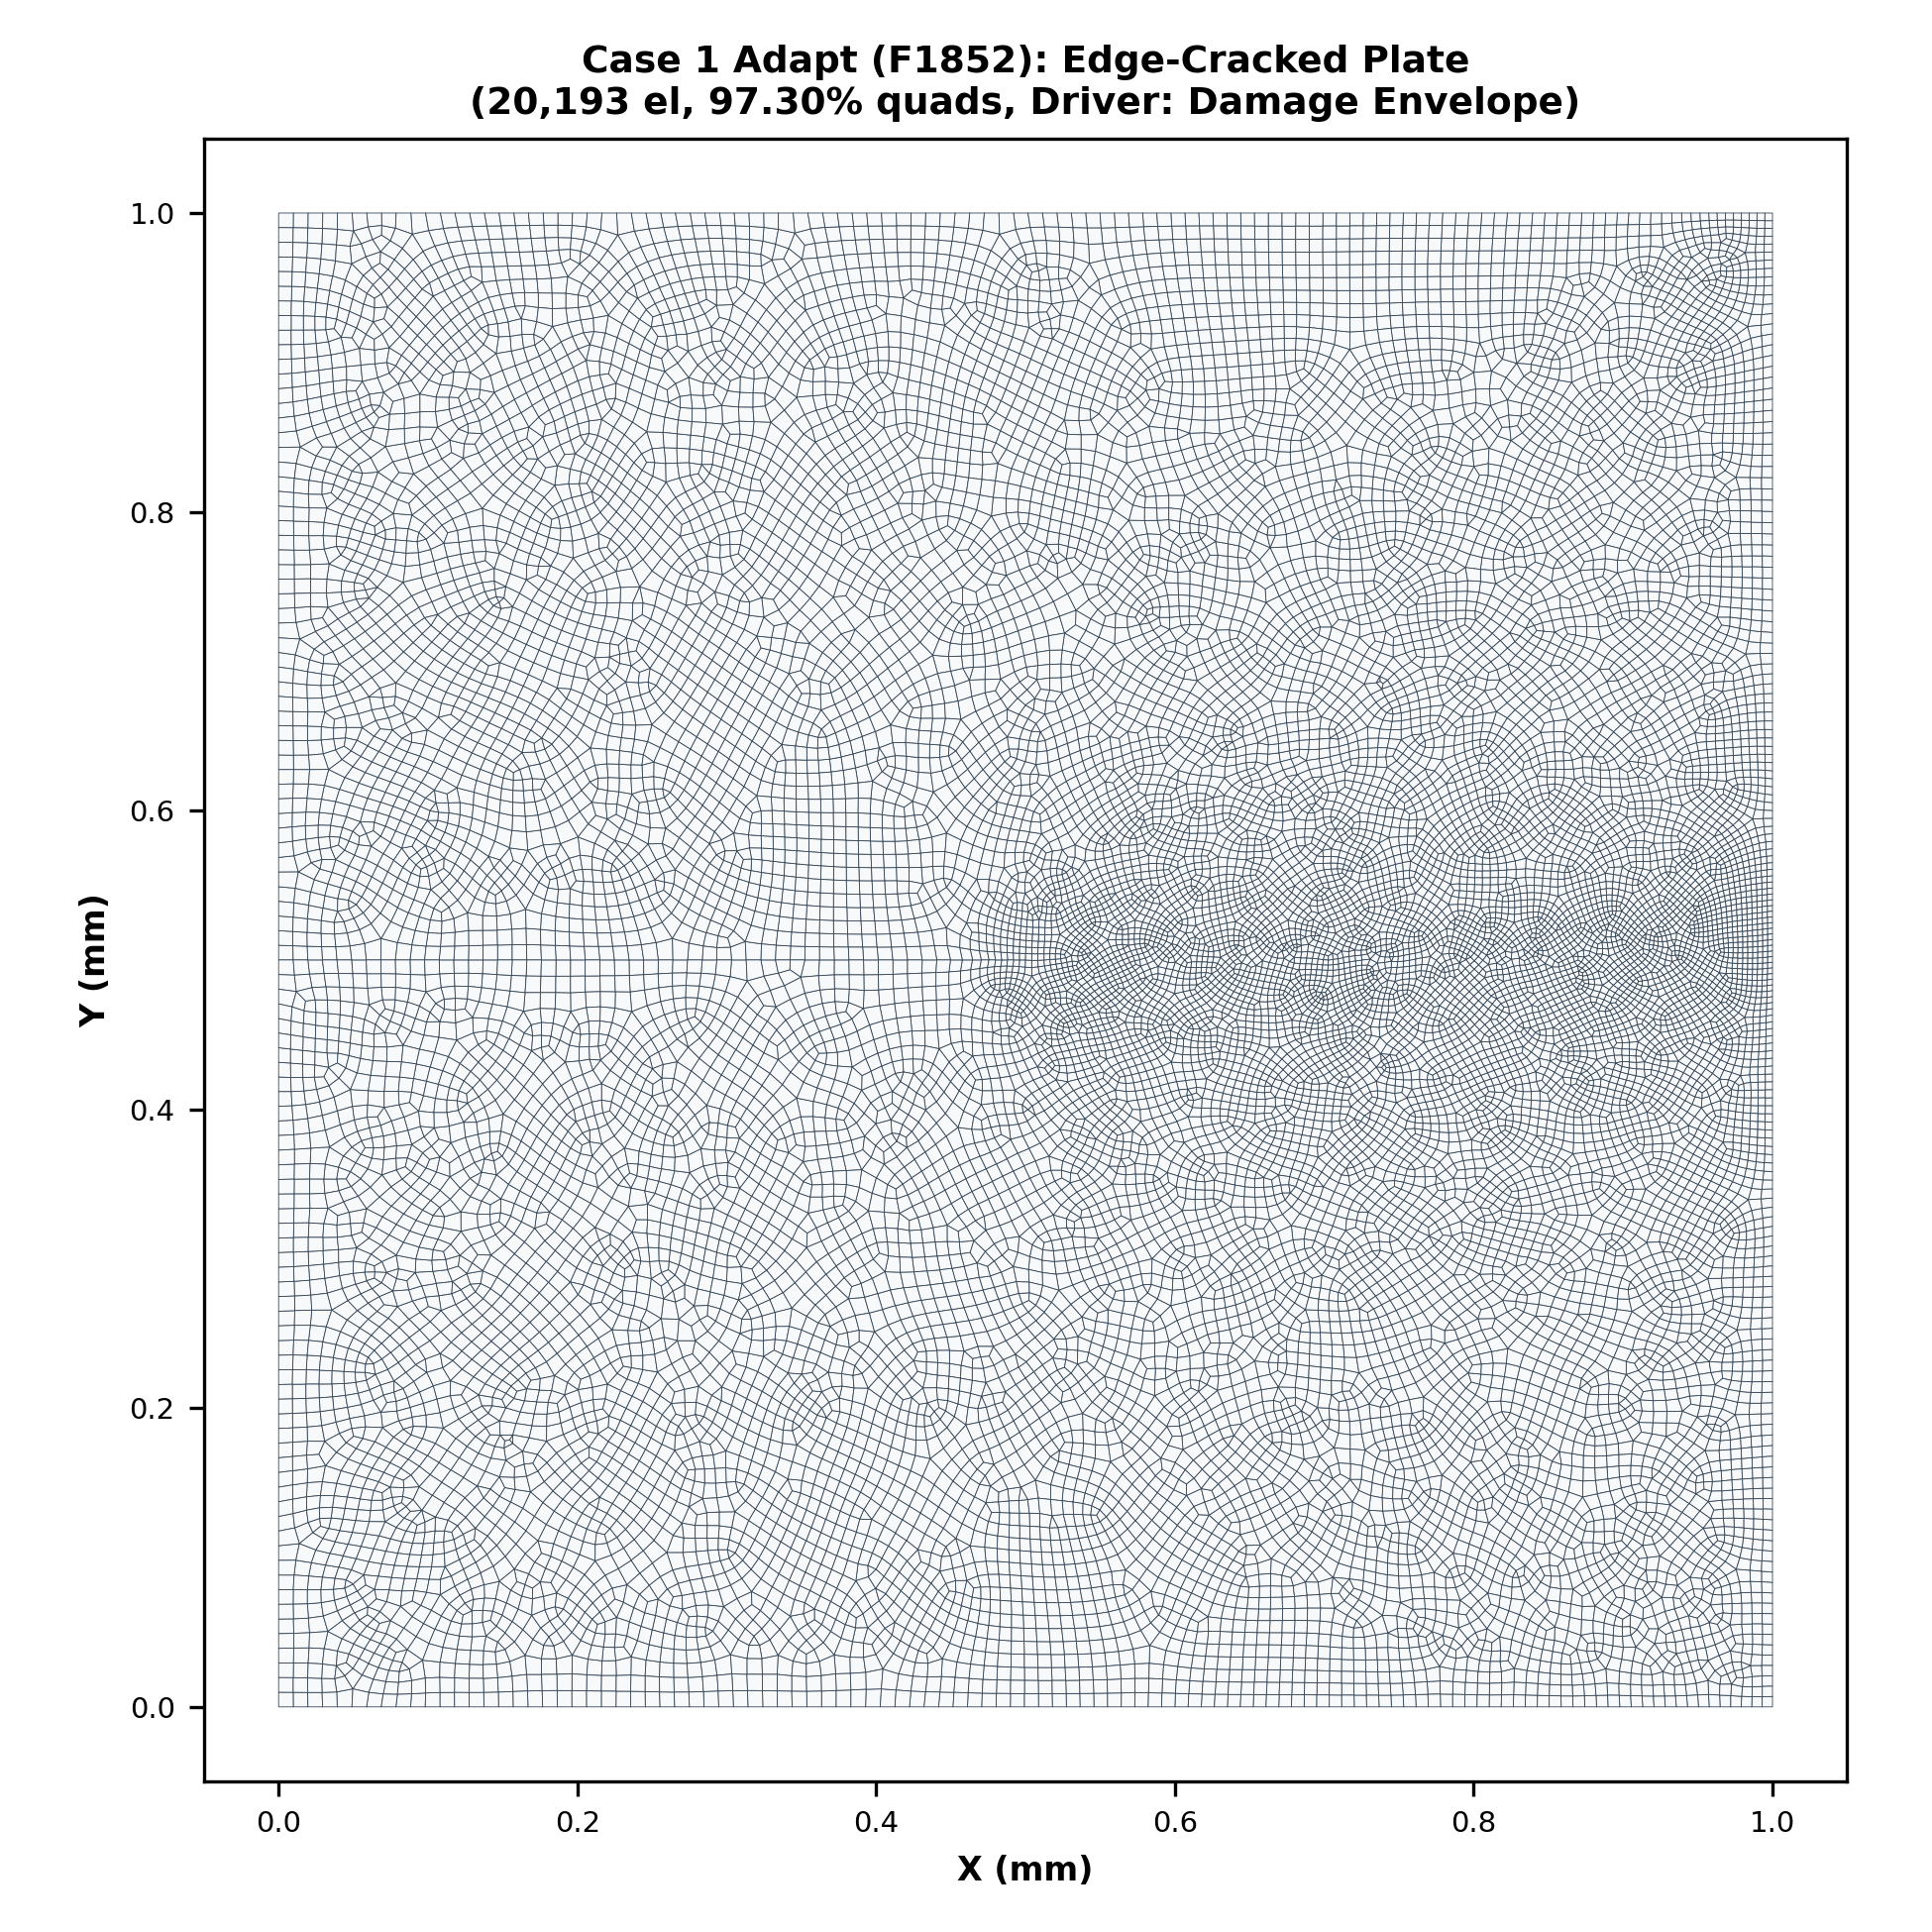 Case 1 Adapt (F1852): Edge-Cracked Plate
(20,193 el, 97.30% quads, Driver: Damage Envelope)
1.0
0.8
0.6
0.4
0.2
0.0
Y (mm)
0.0 0.2 0.4 0.6 0.8 1.0
X (mm)